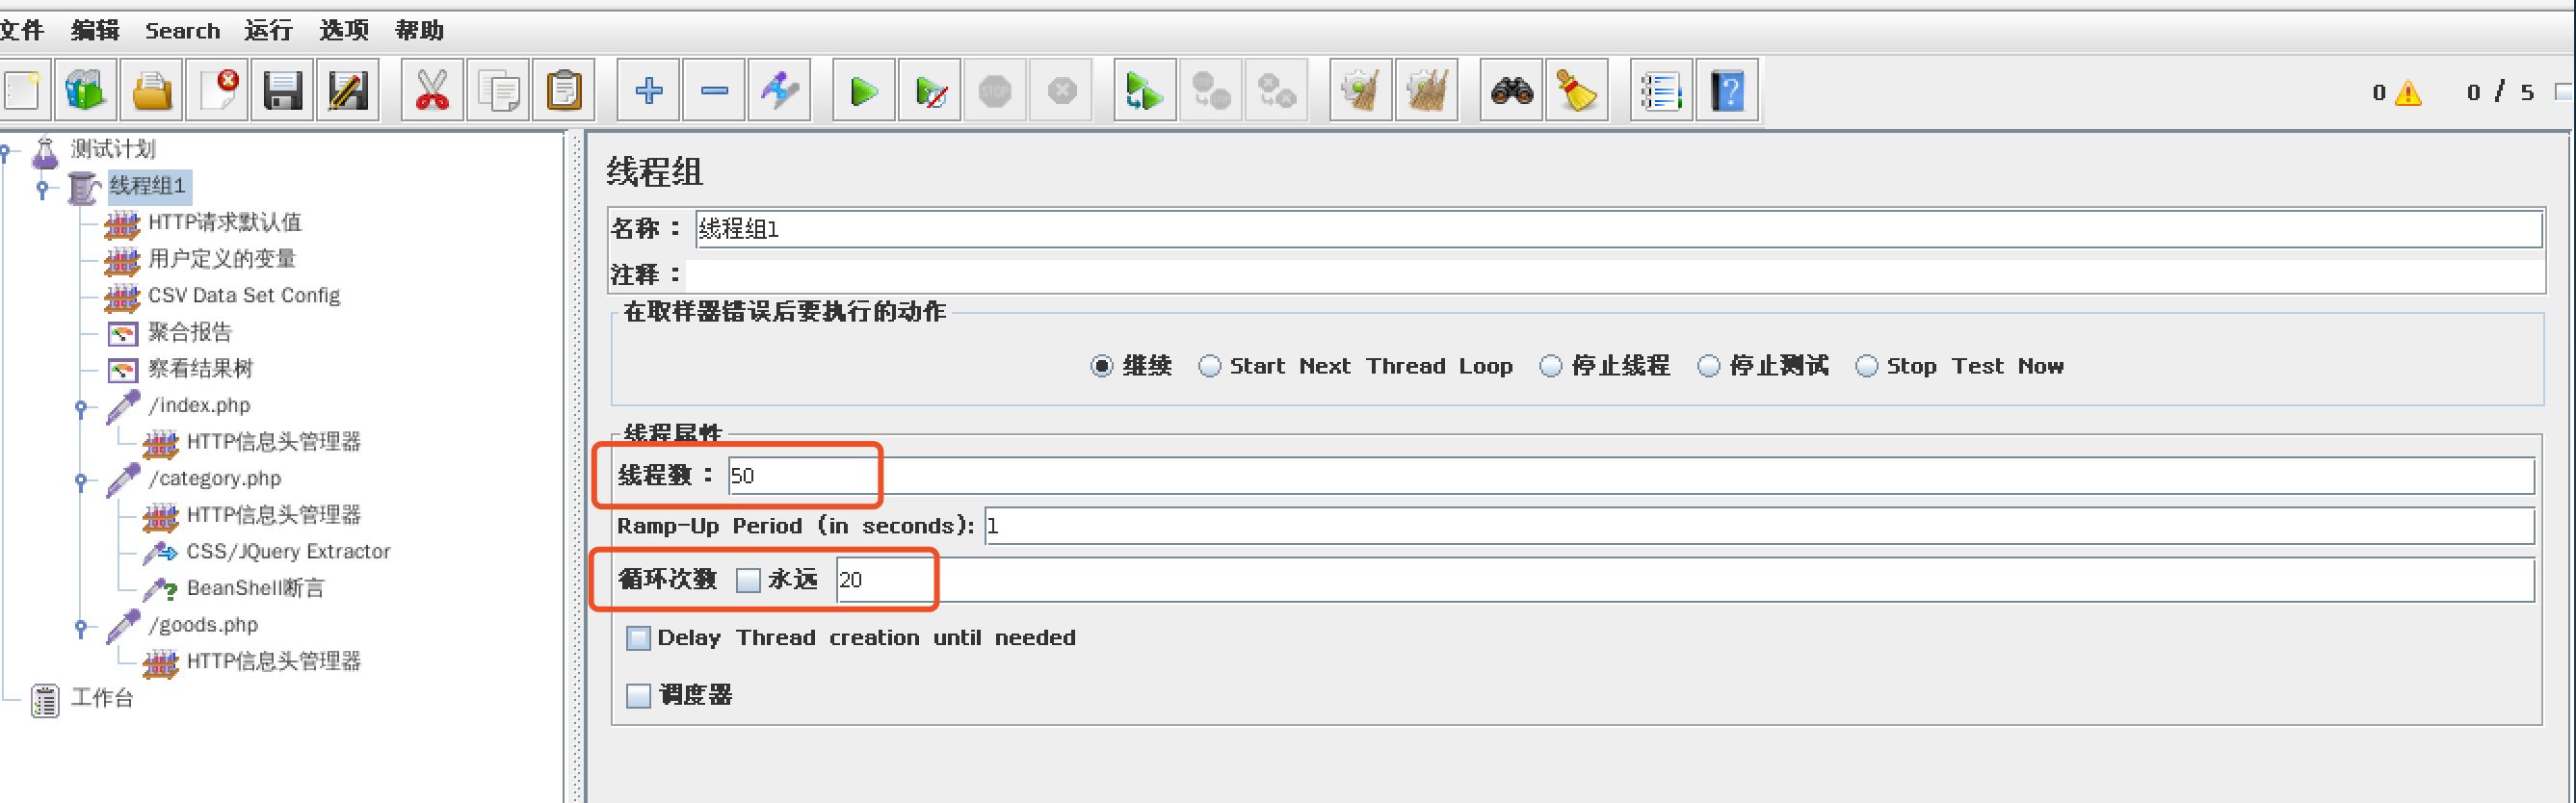 文件 编辑 Search 运行 选项 帮助
STOP
0 0 / 5
测试计划
线程组1
HTTP请求默认值
用户定义的变量
CSV Data Set Config
聚合报告
察看结果树
/index.php
HTTP信息头管理器
/category.php
HTTP信息头管理器
CSS/JQuery Extractor
BeanShell断言
/goods.php
HTTP信息头管理器
工作台
线程组
名称： 线程组1
注释：
在取样器错误后要执行的动作
继续 Start Next Thread Loop 停止线程 停止测试 Stop Test Now
线程属性
线程数： 50
Ramp-Up Period (in seconds): 1
循环次数 永远 20
Delay Thread creation until needed
调度器